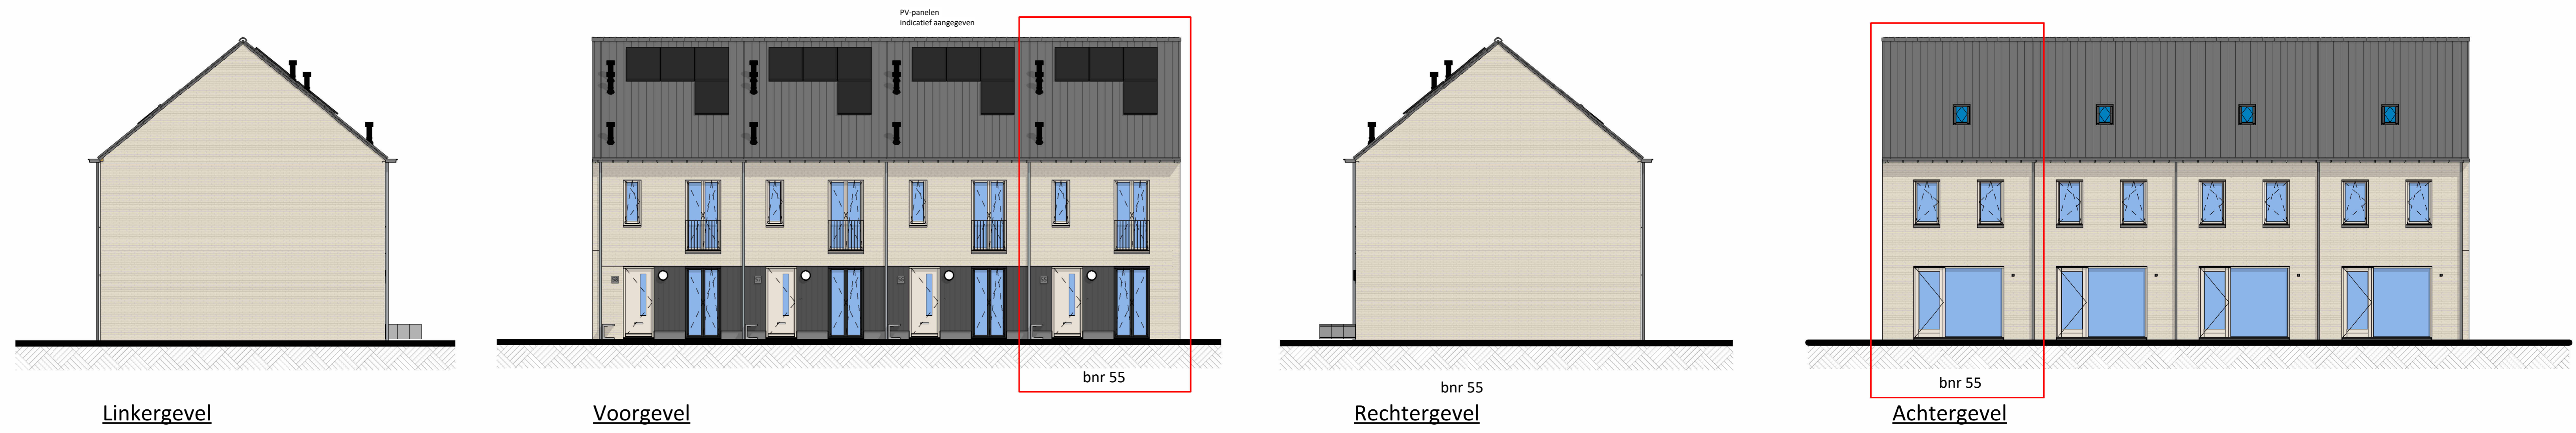 PV-panelen
indicatief aangegeven
bnr 55
bnr 55
bnr 55
Linkergevel
Voorgevel
Rechtergevel
Achtergevel